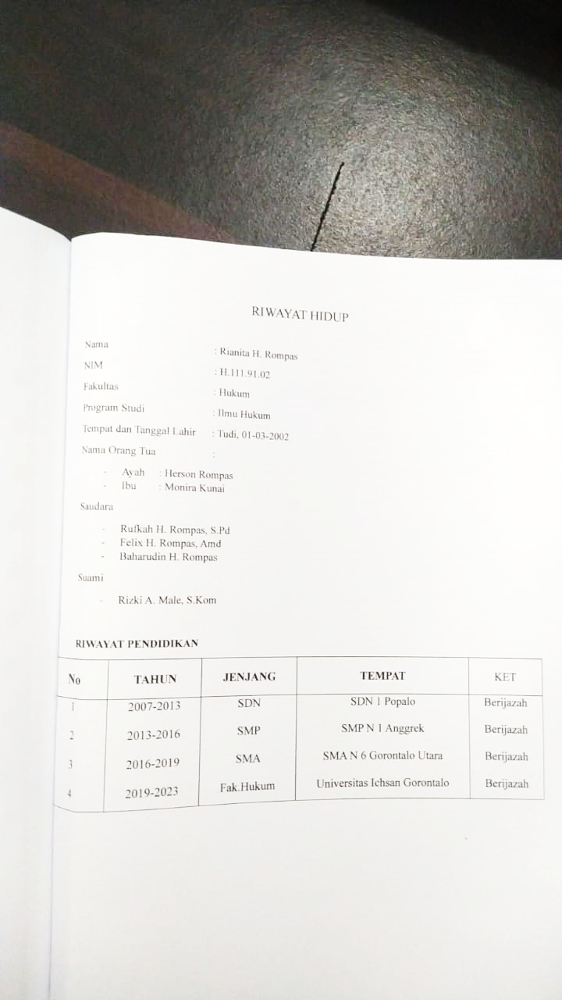 RIWAYAT HIDUP
Nama : Rianita H. Rompas
NIM : H.111.91.02
Fakultas : Hukum
Program Studi : Ilmu Hukum
Tempat dan Tanggal Lahir : Tudi, 01-03-2002
Nama Orang Tua :
- Ayah : Herson Rompas
- Ibu : Monira Kunai
Saudara
- Rufkah H. Rompas, S.Pd
- Felix H. Rompas, Amd
- Baharudin H. Rompas
Suami
- Rizki A. Male, S.Kom
RIWAYAT PENDIDIKAN
No TAHUN JENJANG TEMPAT KET
1 2007-2013 SDN SDN 1 Popalo Berijazah
2 2013-2016 SMP SMP N 1 Anggrek Berijazah
3 2016-2019 SMA SMA N 6 Gorontalo Utara Berijazah
4 2019-2023 Fak.Hukum Universitas Ichsan Gorontalo Berijazah